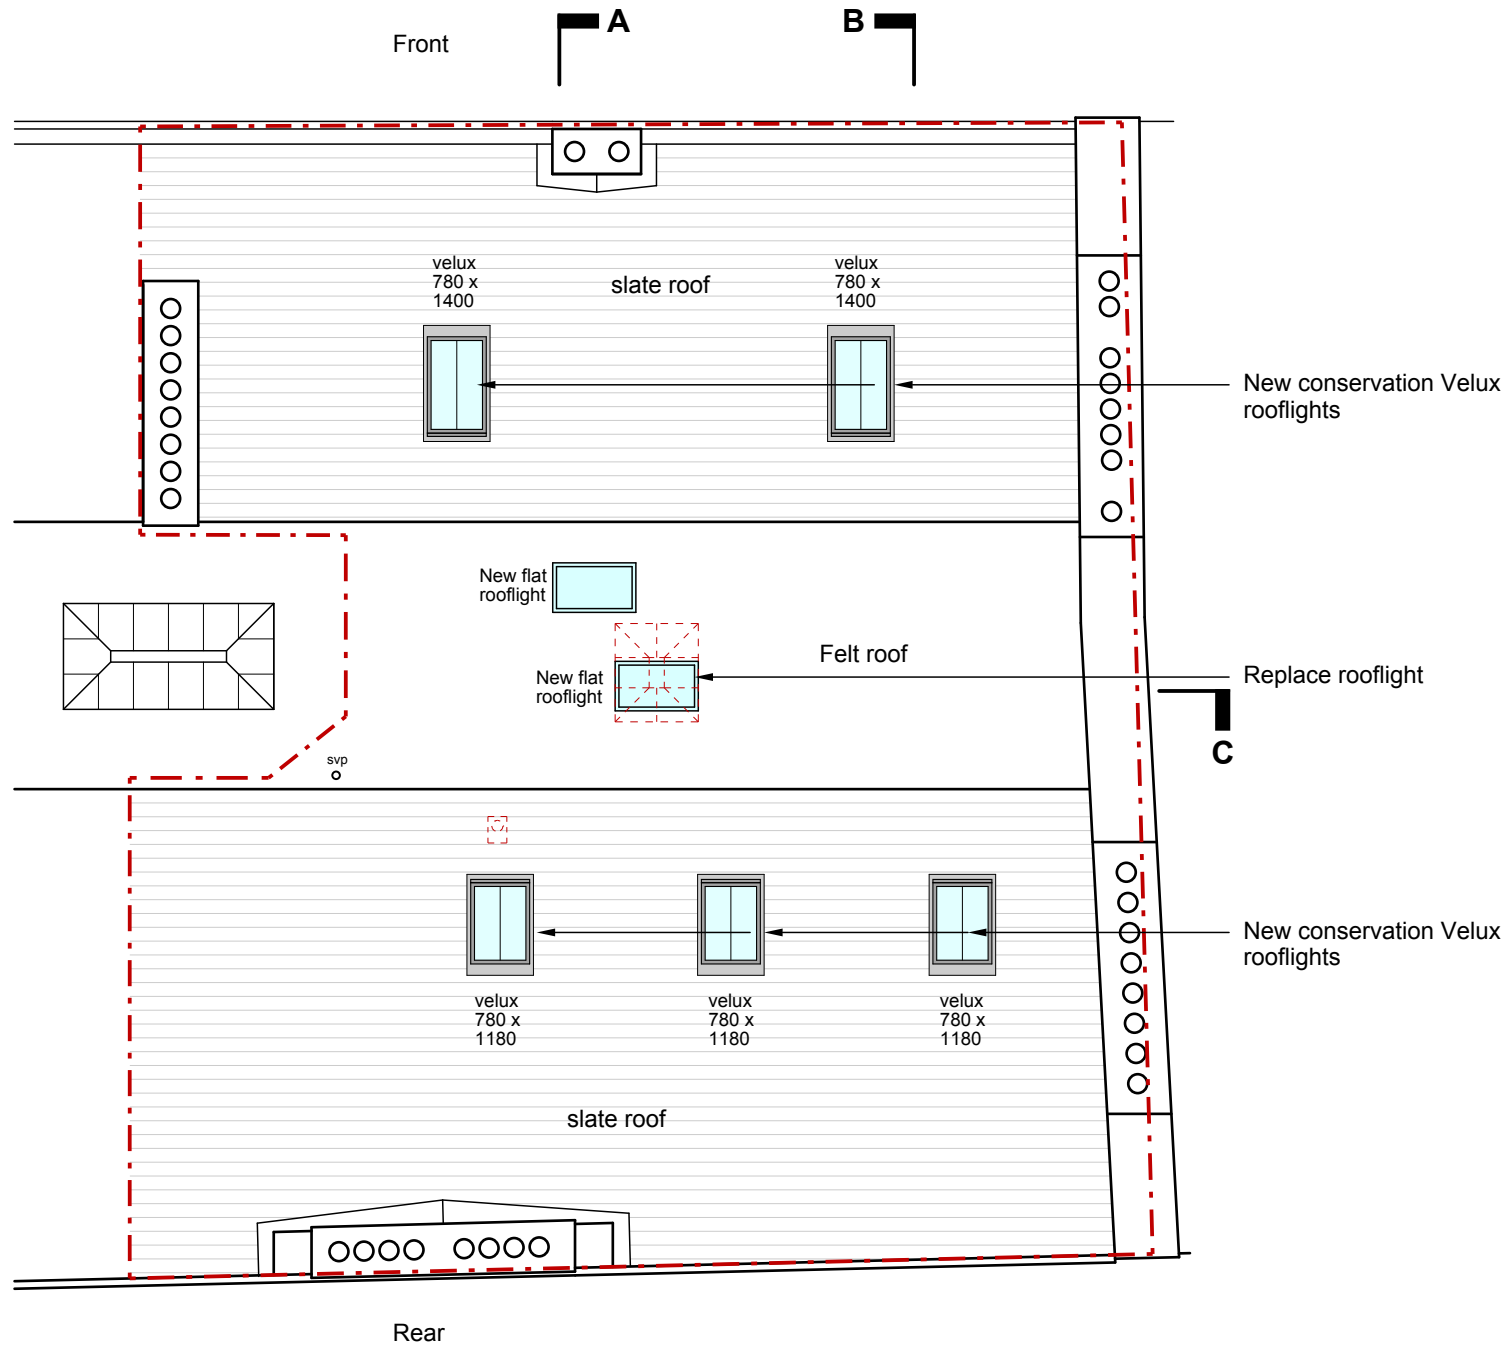 A
B
Front
velux
780 x
1400
slate roof
velux
780 x
1400
New conservation Velux
rooflights
New flat
rooflight
Felt roof
New flat
rooflight
Replace rooflight
C
svp
New conservation Velux
rooflights
velux
780 x
1180
velux
780 x
1180
velux
780 x
1180
slate roof
Rear